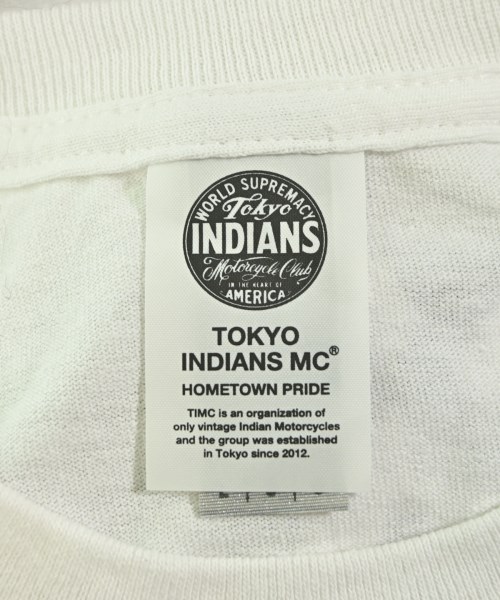 WORLD SUPREMACY
Tokyo
INDIANS
Motorcycle Club
IN THE HEART OF
AMERICA
TOKYO
INDIANS MC®
HOMETOWN PRIDE
TIMC is an organization of
only vintage Indian Motorcycles
and the group was established
in Tokyo since 2012.